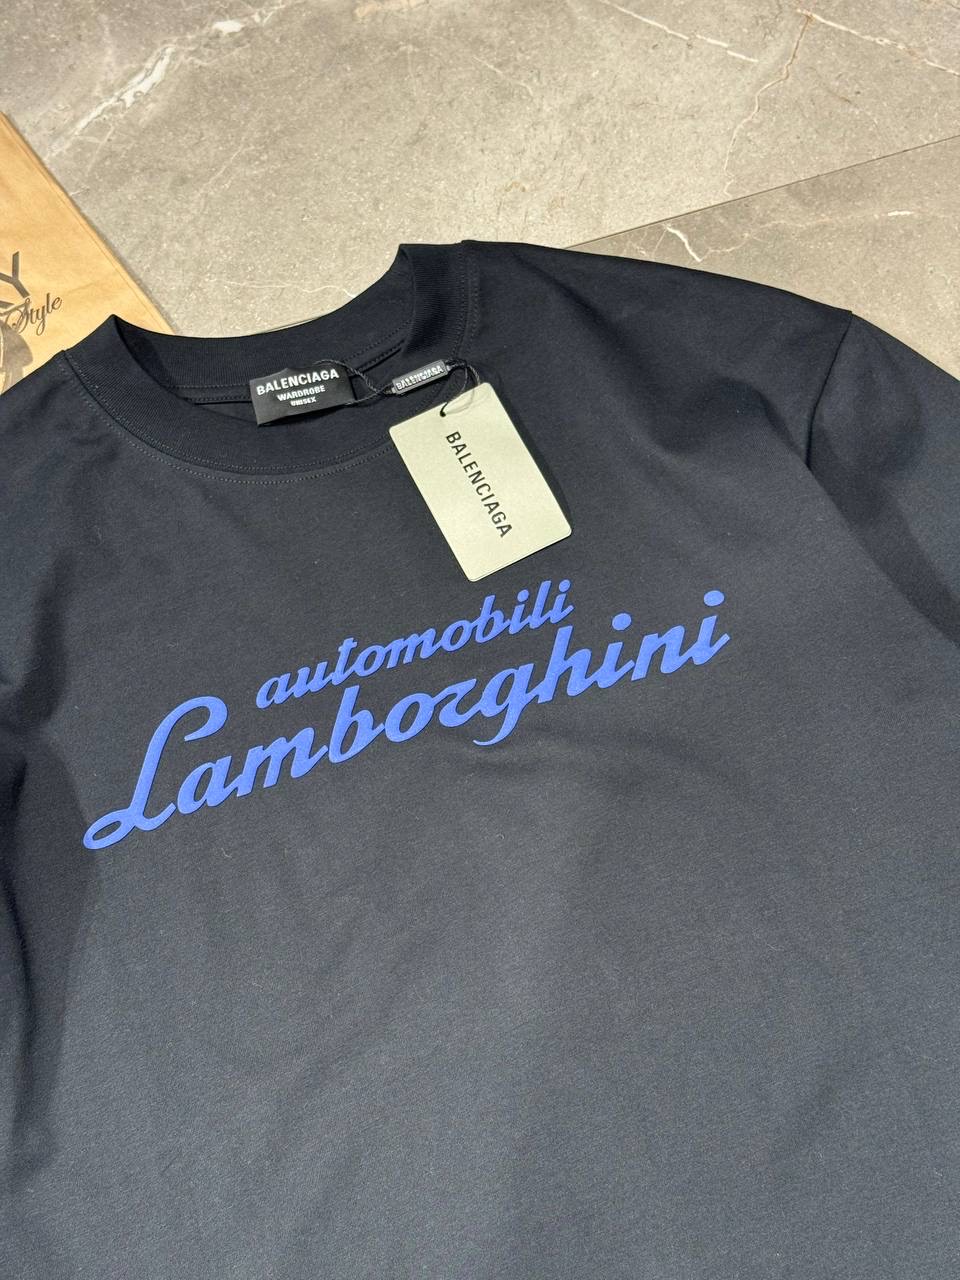 Y
Style
BALENCIAGA
WARDROBE
UNISEX
BALENCIAGA
BALENCIAGA
automobili
Lamborghini